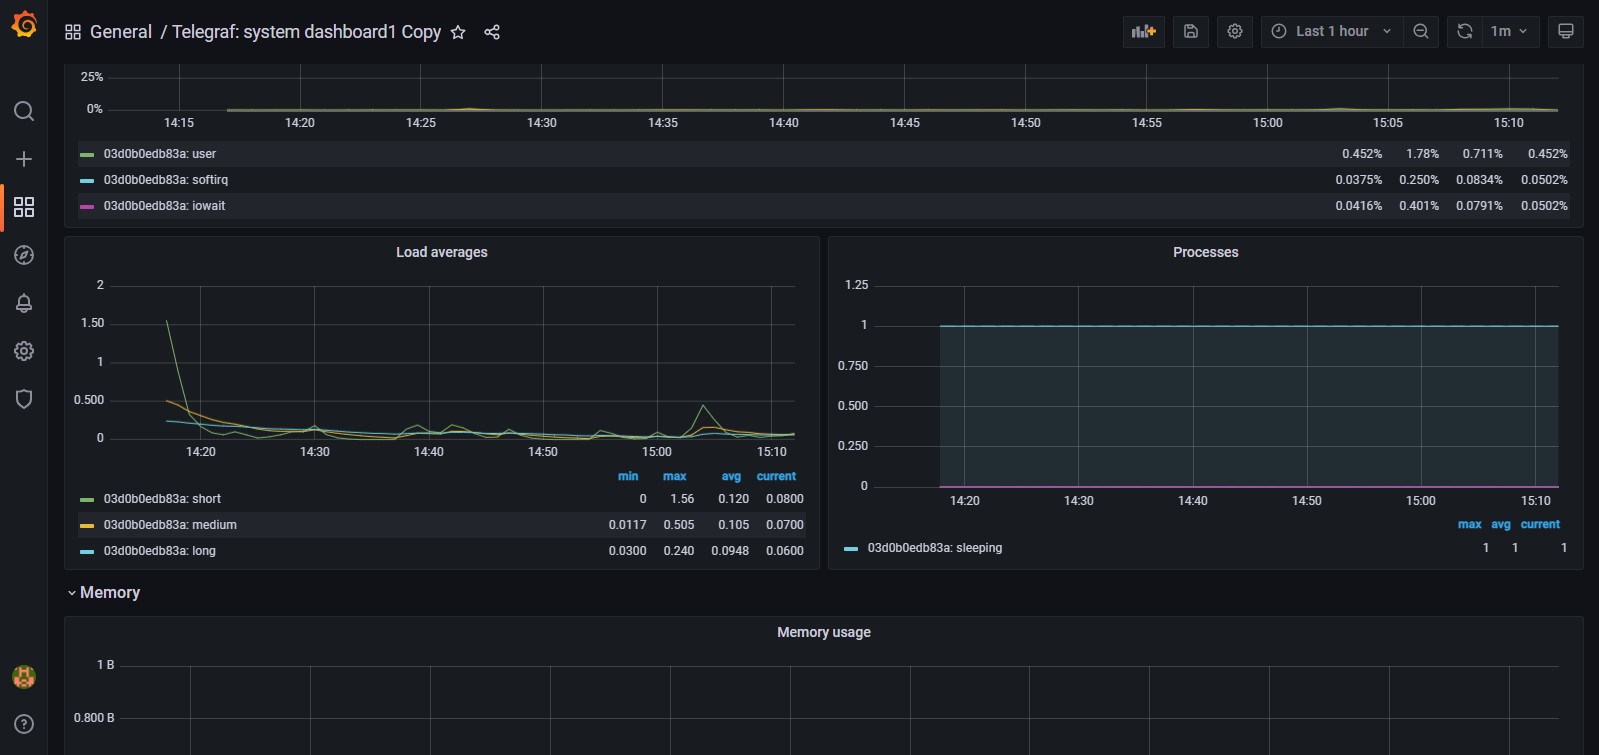 General / Telegraf: system dashboard1 Copy
Last 1 hour
1m
25%
0%
14:15 14:20 14:25 14:30 14:35 14:40 14:45 14:50 14:55 15:00 15:05 15:10
03d0b0edb83a: user 0.452% 1.78% 0.711% 0.452%
03d0b0edb83a: softirq 0.0375% 0.250% 0.0834% 0.0502%
03d0b0edb83a: iowait 0.0416% 0.401% 0.0791% 0.0502%
Load averages
2
1.50
1
0.500
0
14:20 14:30 14:40 14:50 15:00 15:10
min max avg current
03d0b0edb83a: short 0 1.56 0.120 0.0800
03d0b0edb83a: medium 0.0117 0.505 0.105 0.0700
03d0b0edb83a: long 0.0300 0.240 0.0948 0.0600
Processes
1.25
1
0.750
0.500
0.250
0
14:20 14:30 14:40 14:50 15:00 15:10
max avg current
03d0b0edb83a: sleeping 1 1 1
Memory
Memory usage
1 B
0.800 B